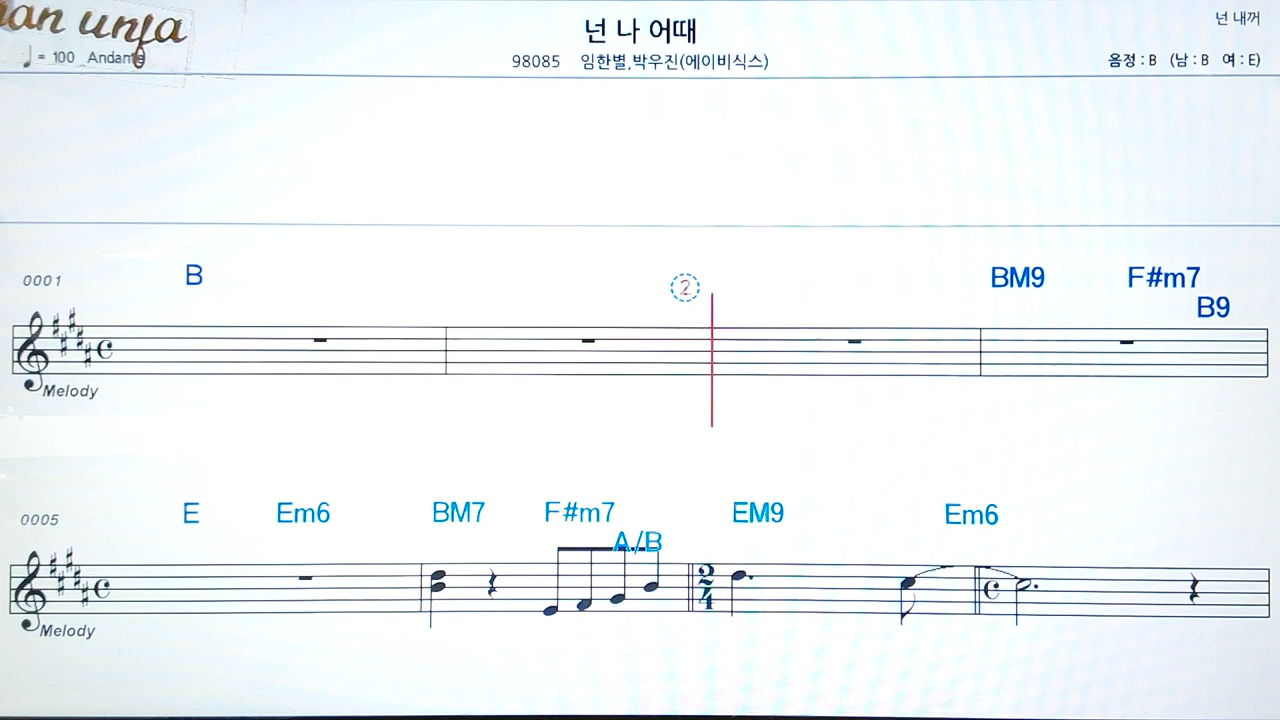 넌 나 어때
넌 내꺼
♩ = 100 Andante
98085 임한별,박우진(에이비식스)
음정 : B (남 : B 여 : E)
0001 B ② BM9 F#m7
B9
Melody
0005 E Em6 BM7 F#m7 EM9 Em6
A/B
2
4
Melody